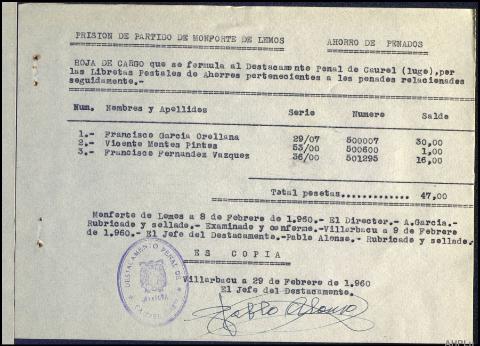 PRISION DE PARTIDO DE MONFORTE DE LEMOS AHORRO DE PENADOS
HOJA DE CARGO que se formula al Destacamento Penal de Caurel (lugo), por
las Libretas Postales de Ahorros pertenecientes a los penados relacionados
seguidamente.-
Num. Nombres y Apellidos Serie Numero Saldo
1.- Francisco Garcia Orellana 29/07 500007 30,00
2.- Vicente Montes Pintos 53/00 500600 1,00
3.- Francisco Fernandez Vazquez 36/00 501295 16,00
Total pesetas............. 47,00
Monforte de Lemos a 8 de Febrero de 1.960.- El Director.- A.Garcia.-
Rubricado y sellado.- Examinado y conforme.-Villarbacu a 9 de Febrero
de 1.960.- El Jefe del Destacamento.-Pablo Alonso.- Rubricado y sellado.-
ES COPIA
Villarbacu a 29 de Febrero de 1.960
El Jefe del Destacamento.
Pablo Alonso
DESTACAMENTO PENAL DE